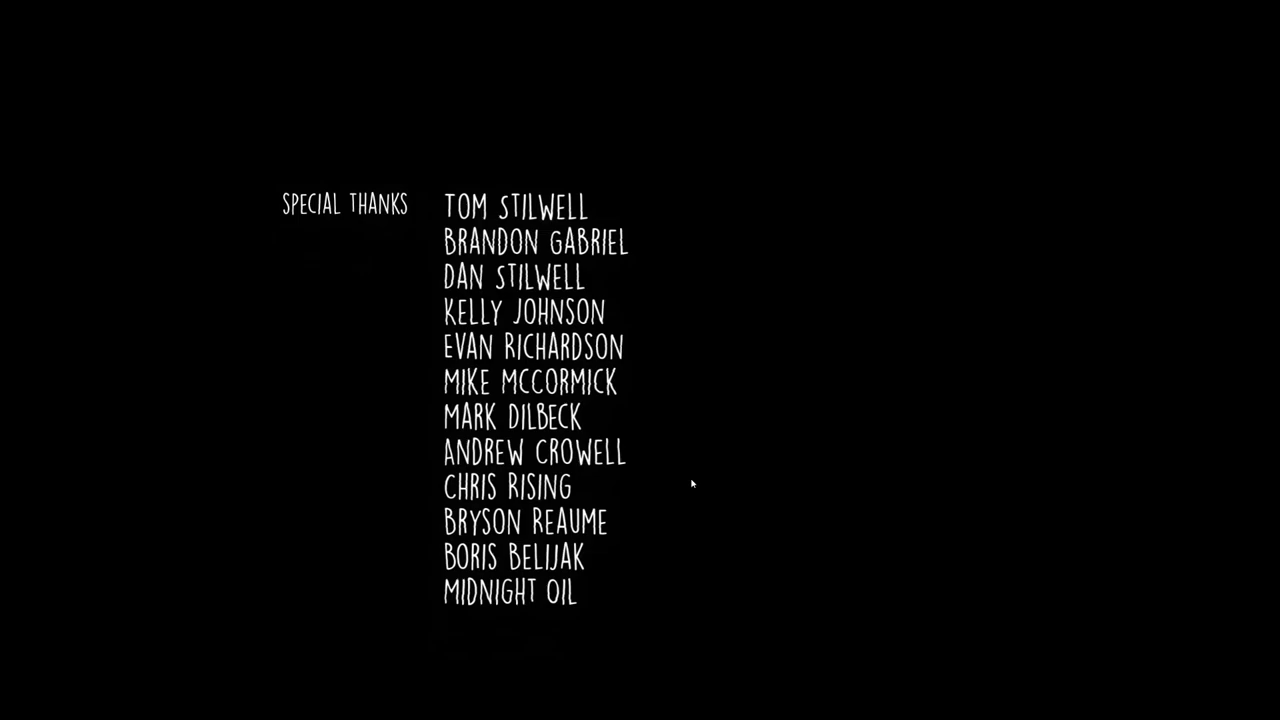 SPECIAL THANKS
TOM STILWELL
BRANDON GABRIEL
DAN STILWELL
KELLY JOHNSON
EVAN RICHARDSON
MIKE MCCORMICK
MARK DILBECK
ANDREW CROWELL
CHRIS RISING
BRYSON REAUME
BORIS BELIJAK
MIDNIGHT OIL